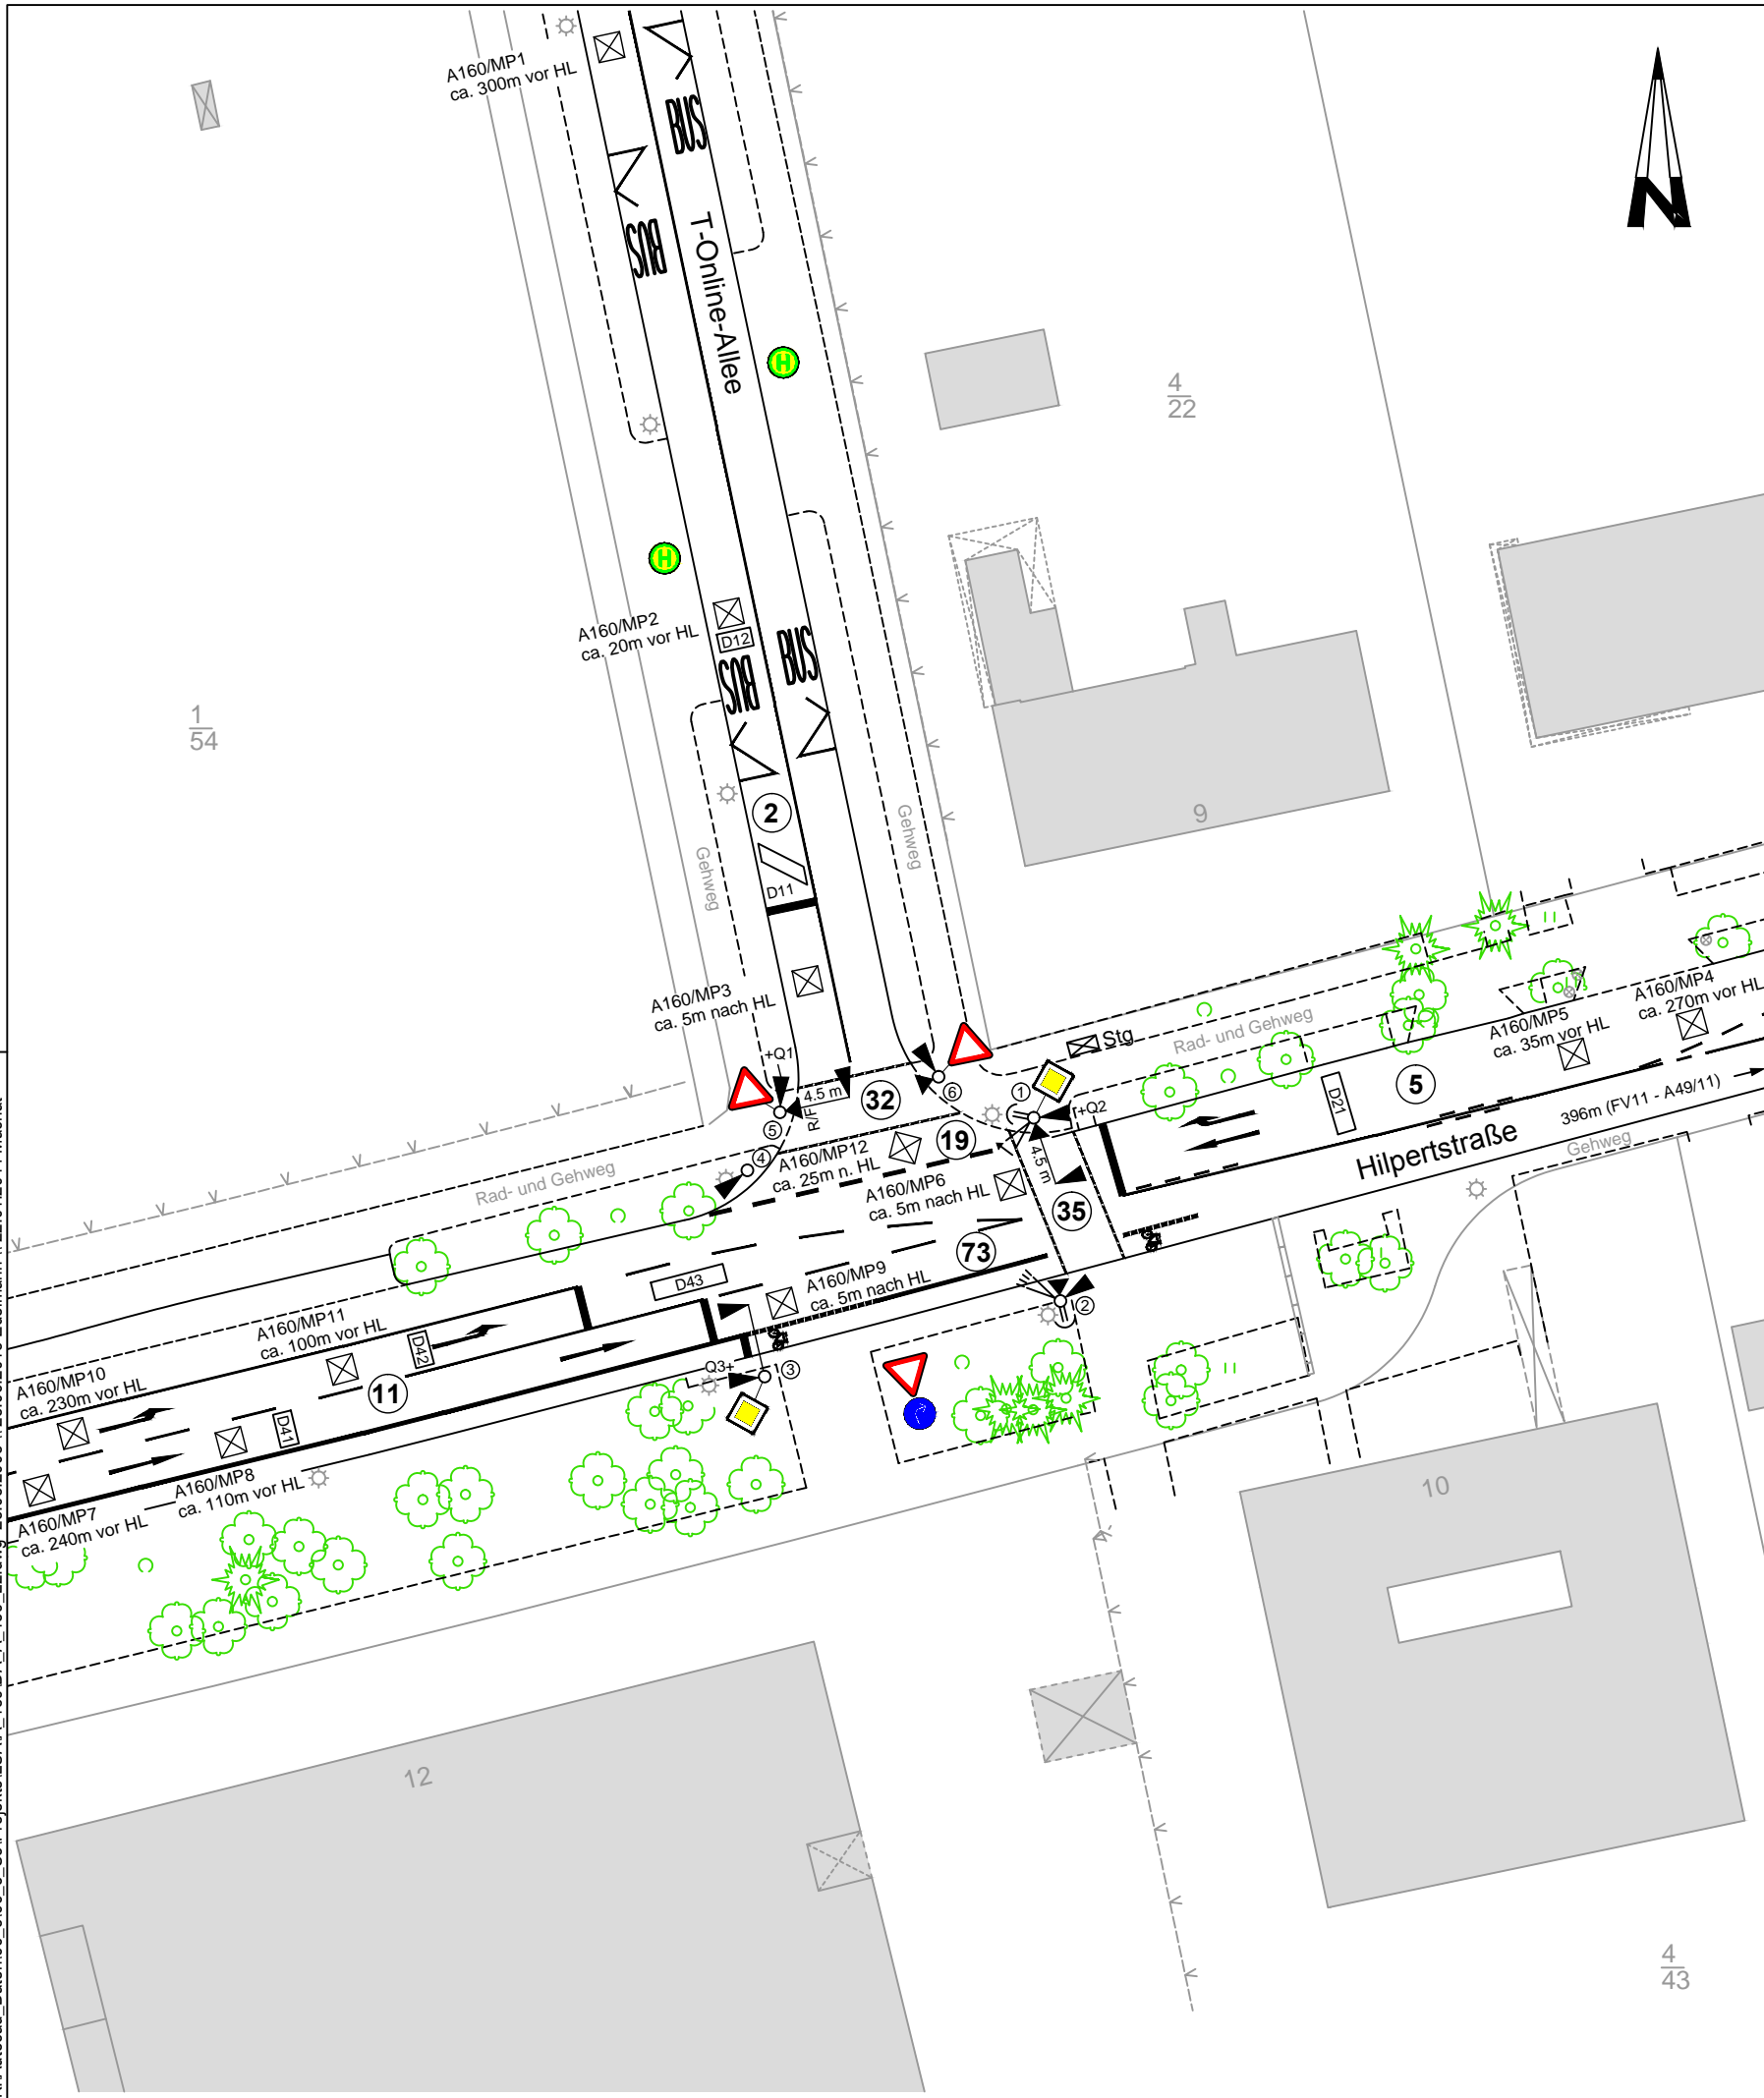 A160/MP1
ca. 300m vor HL
BUS
BUS
T-Online-Allee
N
H
4
22
H
A160/MP2
ca. 20m vor HL
D12
BUS
BUS
1
54
2
9
Gehweg
Gehweg
D11
A160/MP3
ca. 5m nach HL
+Q1
4.5 m
R/F
32
6
5
4
Stg
Rad- und Gehweg
1
+Q2
19
4.5 m
A160/MP4
ca. 270m vor HL
A160/MP5
ca. 35m vor HL
5
D21
396m (FV11 - A49/11)
Hilpertstraße
Gehweg
A160/MP12
ca. 25m n. HL
A160/MP6
ca. 5m nach HL
35
Rad- und Gehweg
73
D43
A160/MP9
ca. 5m nach HL
2
A160/MP11
ca. 100m vor HL
D42
Q3+
3
A160/MP10
ca. 230m vor HL
11
D41
A160/MP8
ca. 110m vor HL
A160/MP7
ca. 240m vor HL
10
12
4
43